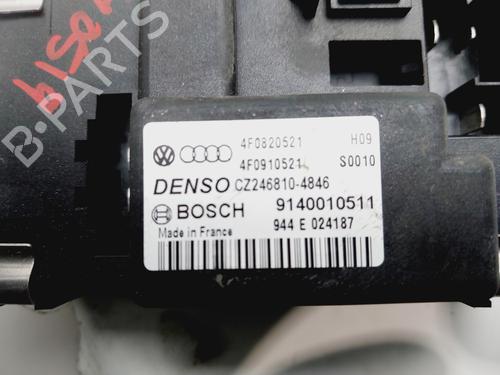 B-PARTS
4F0820521 H09
4F0910521 S0010
DENSO CZ246810-4846
BOSCH 9140010511
Made in France 944 E 024187